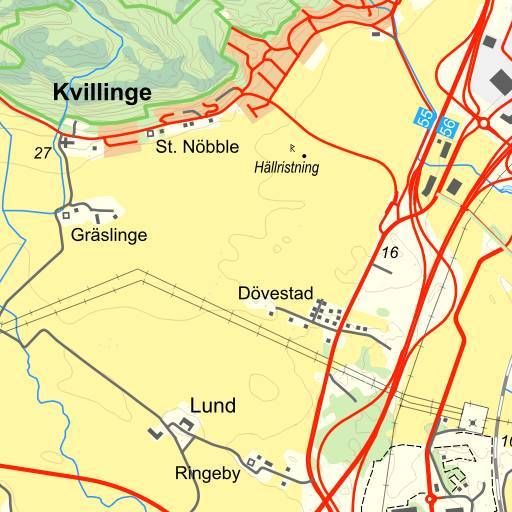 Kvillinge
55
56
27
St. Nöbble
Hällristning
Gräslinge
16
Dövestad
Lund
Ringeby